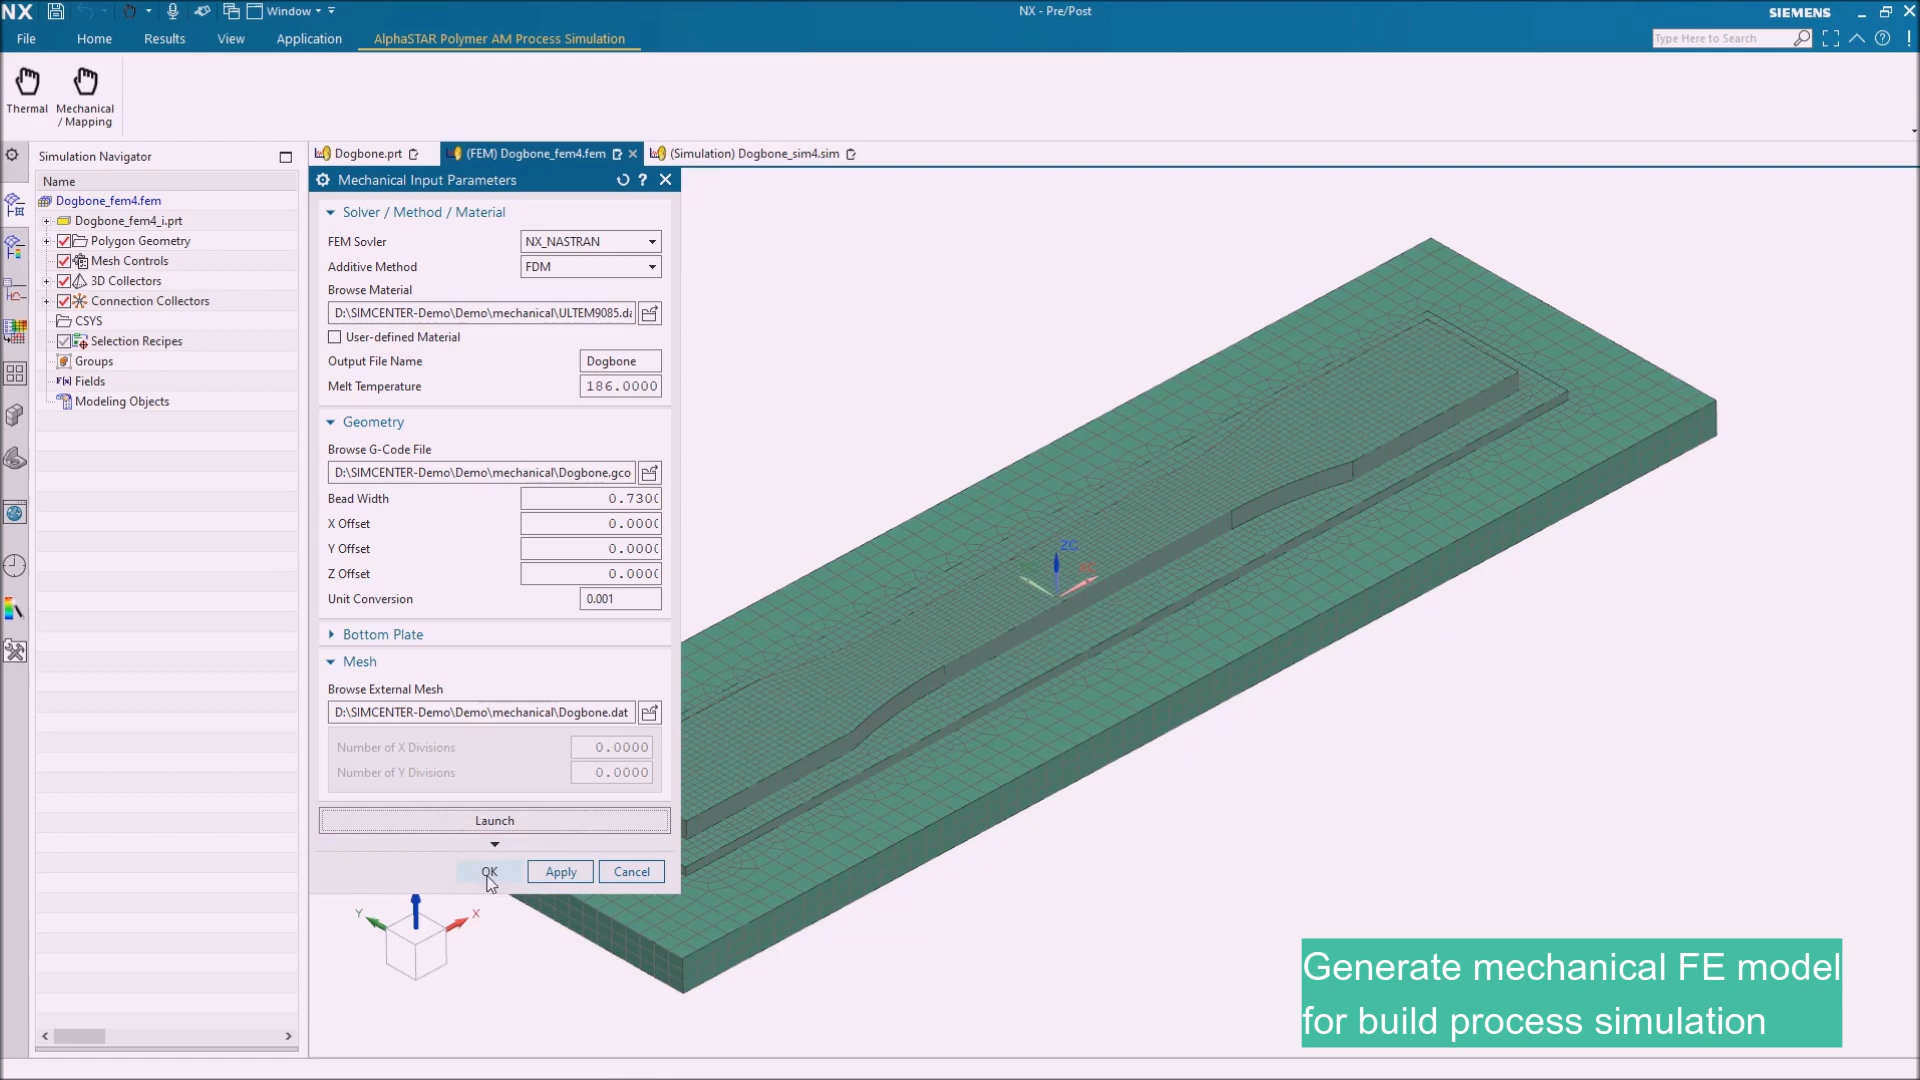 NX
Window
NX - Pre/Post
SIEMENS
File
Home
Results
View
Application
AlphaSTAR Polymer AM Process Simulation
Type Here to Search
Thermal
Mechanical
/ Mapping
Simulation Navigator
Name
Dogbone_fem4.fem
Dogbone_fem4_i.prt
Polygon Geometry
Mesh Controls
3D Collectors
Connection Collectors
CSYS
Selection Recipes
Groups
Fields
Modeling Objects
Dogbone.prt
(FEM) Dogbone_fem4.fem
(Simulation) Dogbone_sim4.sim
Mechanical Input Parameters
Solver / Method / Material
FEM Sovler
NX_NASTRAN
Additive Method
FDM
Browse Material
D:\SIMCENTER-Demo\Demo\mechanical\ULTEM9085.da
User-defined Material
Output File Name
Dogbone
Melt Temperature
186.0000
Geometry
Browse G-Code File
D:\SIMCENTER-Demo\Demo\mechanical\Dogbone.gco
Bead Width
0.730(
X Offset
0.000(
Y Offset
0.000(
Z Offset
0.000(
Unit Conversion
0.001
Bottom Plate
Mesh
Browse External Mesh
D:\SIMCENTER-Demo\Demo\mechanical\Dogbone.dat
Number of X Divisions
0.0000
Number of Y Divisions
0.0000
Launch
OK
Apply
Cancel
ZC
Y
X
Generate mechanical FE model
for build process simulation